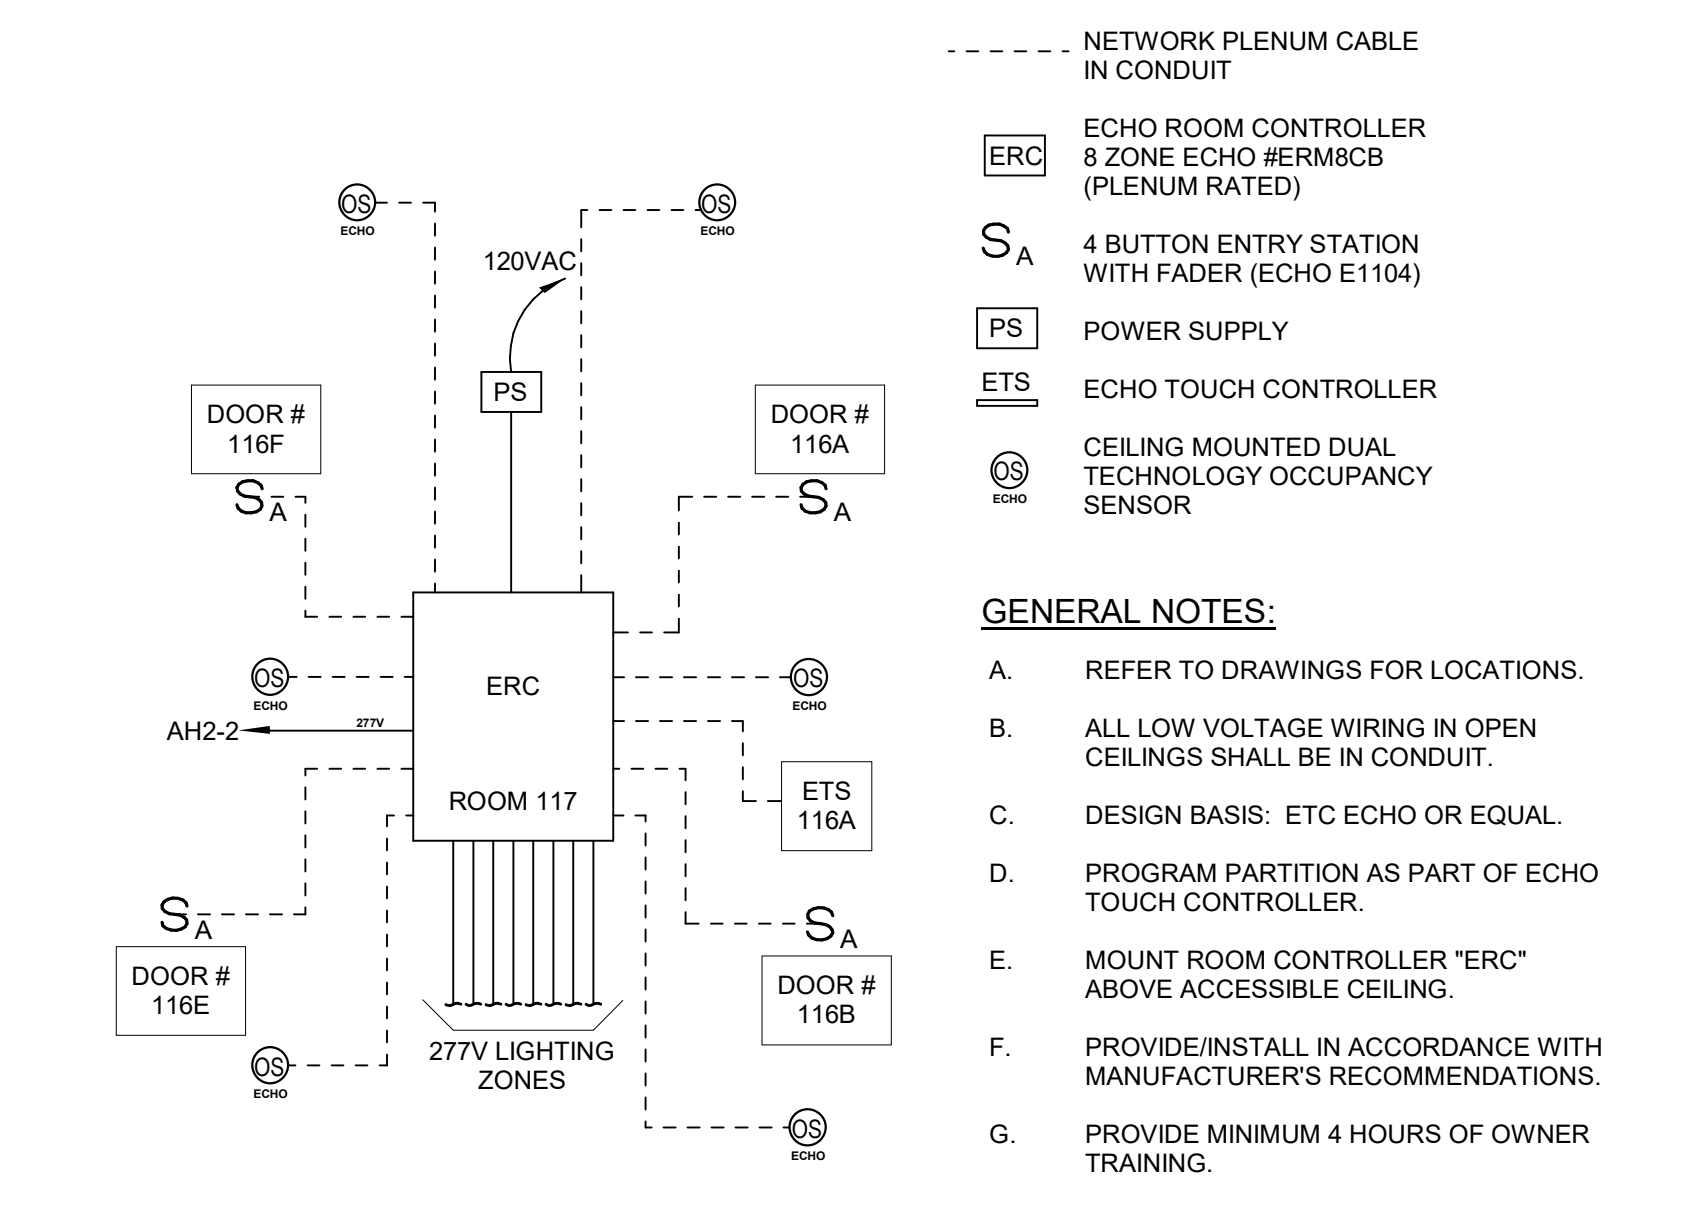 OS
ECHO
OS
ECHO
120VAC
PS
DOOR #
116F
S A
DOOR #
116A
S A
ERC
OS
ECHO
OS
ECHO
AH2-2
277V
ROOM 117
ETS
116A
S A
DOOR #
116E
S A
DOOR #
116B
277V LIGHTING
ZONES
OS
ECHO
OS
ECHO
NETWORK PLENUM CABLE
IN CONDUIT
ERC
ECHO ROOM CONTROLLER
8 ZONE ECHO #ERM8CB
(PLENUM RATED)
S A
4 BUTTON ENTRY STATION
WITH FADER (ECHO E1104)
PS
POWER SUPPLY
ETS
ECHO TOUCH CONTROLLER
OS
ECHO
CEILING MOUNTED DUAL
TECHNOLOGY OCCUPANCY
SENSOR
GENERAL NOTES:
A. REFER TO DRAWINGS FOR LOCATIONS.
B. ALL LOW VOLTAGE WIRING IN OPEN
CEILINGS SHALL BE IN CONDUIT.
C. DESIGN BASIS: ETC ECHO OR EQUAL.
D. PROGRAM PARTITION AS PART OF ECHO
TOUCH CONTROLLER.
E. MOUNT ROOM CONTROLLER "ERC"
ABOVE ACCESSIBLE CEILING.
F. PROVIDE/INSTALL IN ACCORDANCE WITH
MANUFACTURER'S RECOMMENDATIONS.
G. PROVIDE MINIMUM 4 HOURS OF OWNER
TRAINING.